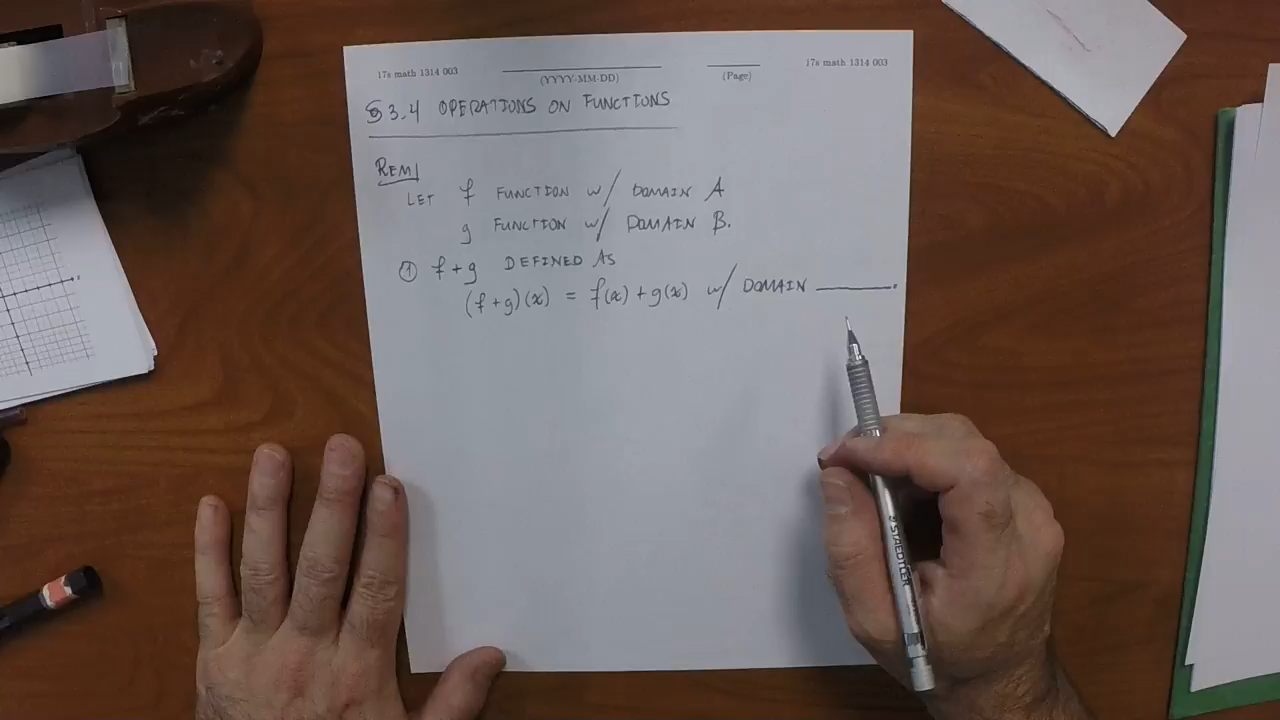 17s math 1314 003
(YYYY-MM-DD)
(Page)
17s math 1314 003
§ 3.4 OPERATIONS ON FUNCTIONS
REM
LET f FUNCTION w/ DOMAIN A
g FUNCTION w/ DOMAIN B.
① f+g DEFINED AS
(f+g)(x) = f(x)+g(x) w/ DOMAIN ______.
STAEDTLER